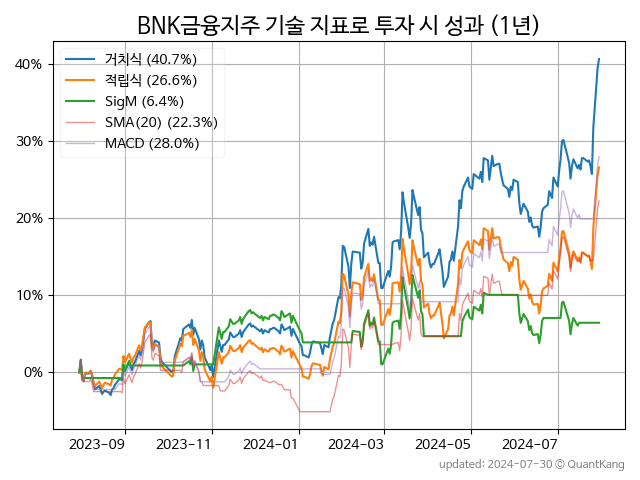 BNK금융지주 기술 지표로 투자 시 성과 (1년)
거치식 (40.7%)
적립식 (26.6%)
SigM (6.4%)
SMA(20) (22.3%)
MACD (28.0%)
40%
30%
20%
10%
0%
2023-09 2023-11 2024-01 2024-03 2024-05 2024-07
updated: 2024-07-30 © QuantKang